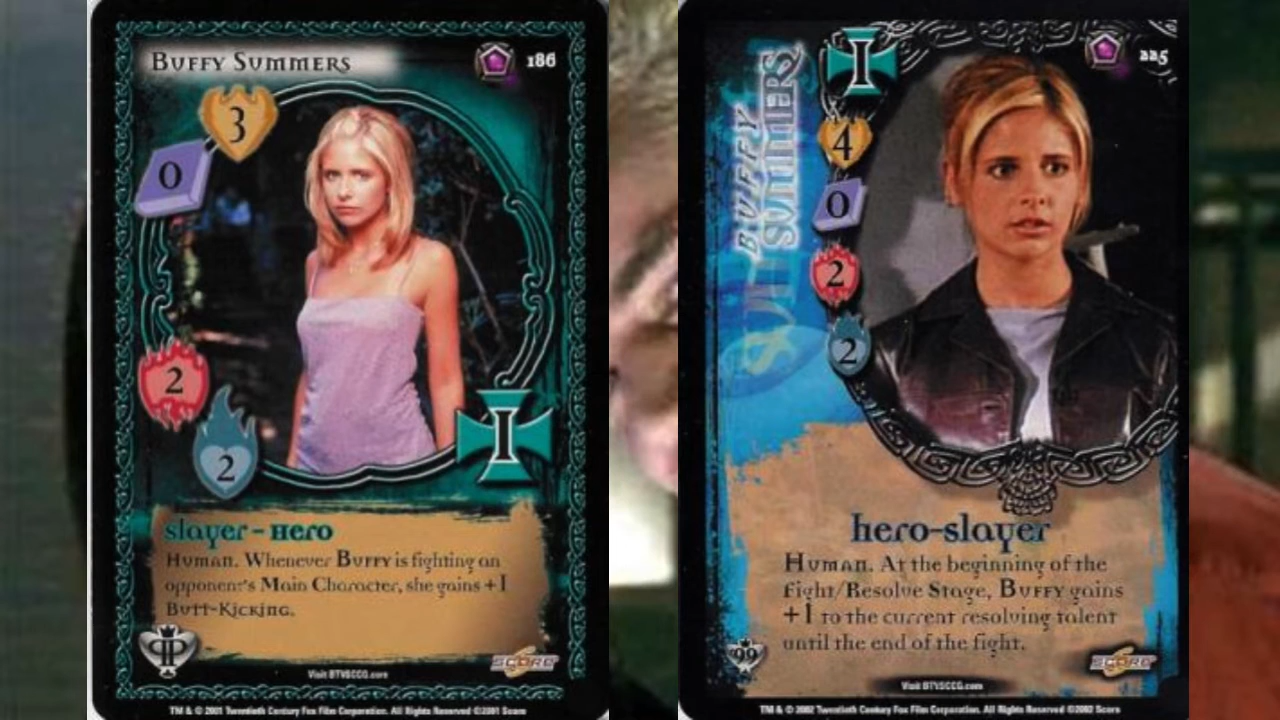 BUFFY SUMMERS
186
3
0
2
2
I
slayer - HERO
HUMAN. Whenever BUFFY is fighting an
opponent's Main Character, she gains +1
BUTT-KICKING.
II
SCORE
Visit BTVSCCG.com
TM & © 2001 Twentieth Century Fox Film Corporation. All Rights Reserved ©2001 Score
BUFFY
SUMMERS
I
225
4
0
2
2
hero-slayer
HUMAN. At the beginning of the
Fight/Resolve Stage, BUFFY gains
+1 to the current resolving talent
until the end of the fight.
99
SCORE
Visit BTVSCCG.com
TM & © 2002 Twentieth Century Fox Film Corporation. All Rights Reserved ©2002 Score